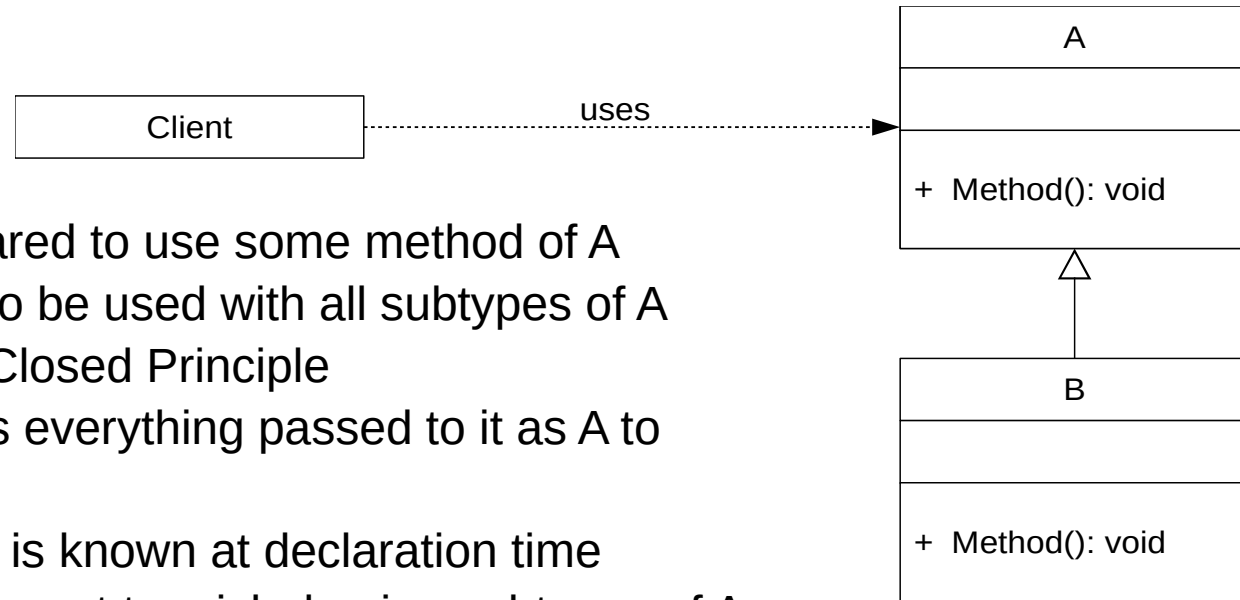 A
uses
Client
+ Method(): void
ared to use some method of A
o be used with all subtypes of A
Closed Principle
s everything passed to it as A to
B
is known at declaration time
+ Method(): void